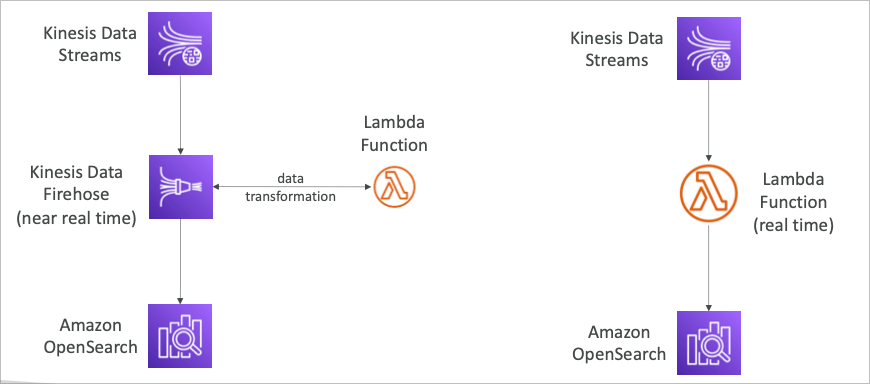 Kinesis Data
Streams
Kinesis Data
Firehose
(near real time)
data
transformation
Lambda
Function
Amazon
OpenSearch
Kinesis Data
Streams
Lambda
Function
(real time)
Amazon
OpenSearch